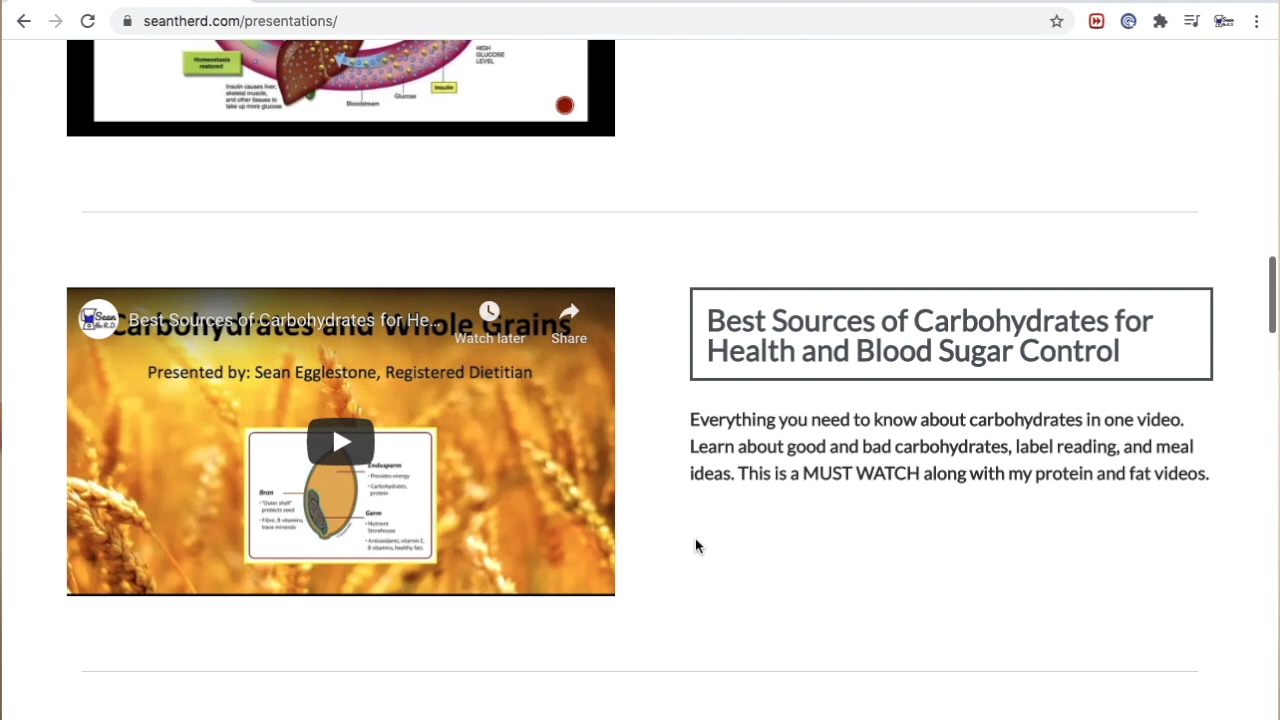 seantherd.com/presentations/
HIGH
GLUCOSE
LEVEL
Homeostasis
restored
Insulin causes liver,
skeletal muscle,
and other tissues to
take up more glucose
Insulin
Glucose
Bloodstream
Carbohydrates and Whole Grains
Sean
the R.D.
Best Sources of Carbohydrates for He...
Watch later
Share
Presented by: Sean Egglestone, Registered Dietitian
Endosperm
• Provides energy
• Carbohydrates,
protein
Bran
• "Outer shell"
protects seed
• Fibre, B vitamins,
trace minerals
Germ
• Nutrient
Storehouse
• Antioxidants, vitamin E,
B vitamins, healthy fats
Best Sources of Carbohydrates for
Health and Blood Sugar Control
Everything you need to know about carbohydrates in one video.
Learn about good and bad carbohydrates, label reading, and meal
ideas. This is a MUST WATCH along with my protein and fat videos.